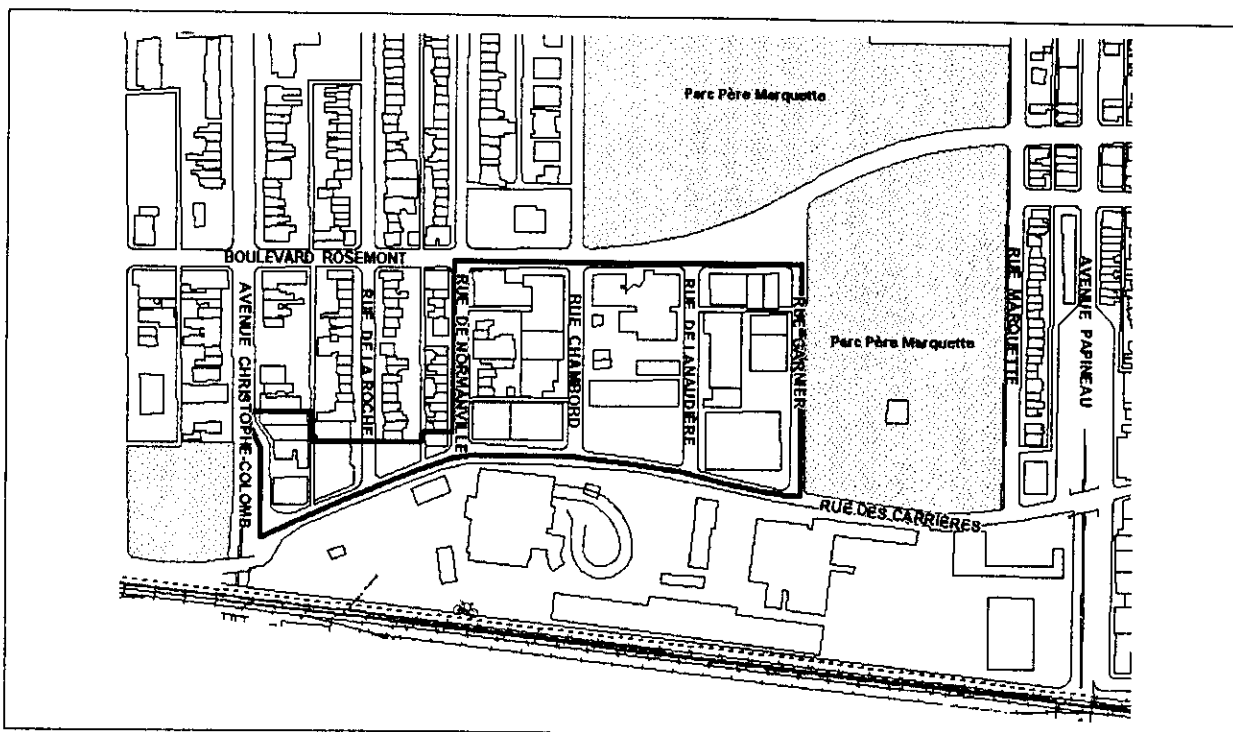 Parc Père Marquette
BOULEVARD ROSEMONT
AVENUE CHRISTOPHE-COLOMB
RUE DE LA ROCHE
RUE DE NORMANVILLE
RUE CHAMBORD
RUE DE LANAUDIÈRE
RUE GARNIER
Parc Père Marquette
RUE MARQUETTE
AVENUE PAPINEAU
RUE DES CARRIÈRES